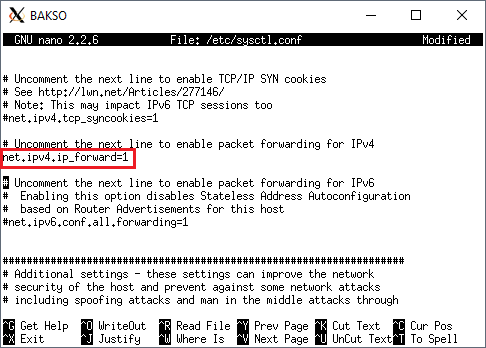 BAKSO
GNU nano 2.2.6 File: /etc/sysctl.conf Modified
# Uncomment the next line to enable TCP/IP SYN cookies
# See http://lwn.net/Articles/277146/
# Note: This may impact IPv6 TCP sessions too
#net.ipv4.tcp_syncookies=1
# Uncomment the next line to enable packet forwarding for IPv4
net.ipv4.ip_forward=1
# Uncomment the next line to enable packet forwarding for IPv6
#  Enabling this option disables Stateless Address Autoconfiguration
#  based on Router Advertisements for this host
#net.ipv6.conf.all.forwarding=1
###################################################################
# Additional settings - these settings can improve the network
# security of the host and prevent against some network attacks
# including spoofing attacks and man in the middle attacks through
^G Get Help ^O WriteOut ^R Read File ^Y Prev Page ^K Cut Text ^C Cur Pos
^X Exit ^J Justify ^W Where Is ^V Next Page ^U UnCut Text ^T To Spell